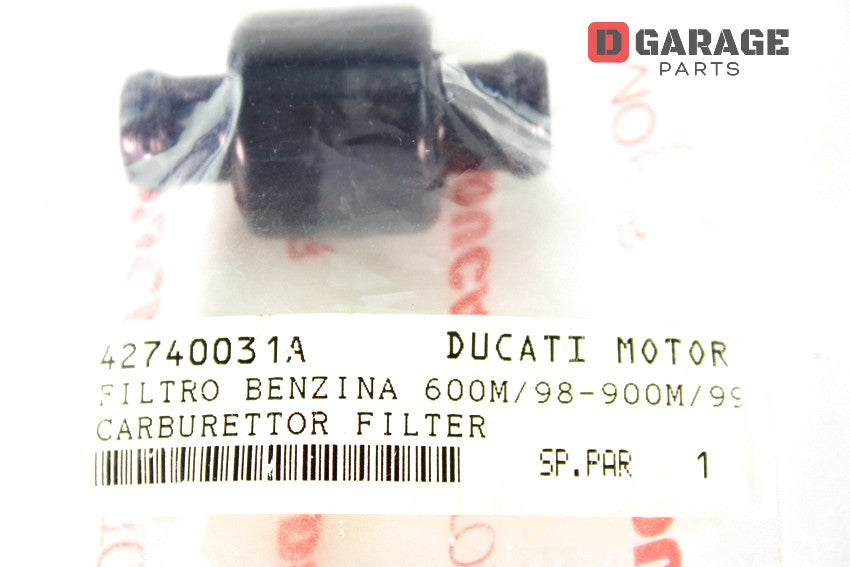 D GARAGE
PARTS
42740031A DUCATI MOTOR
FILTRO BENZINA 600M/98-900M/99
CARBURETTOR FILTER
SP.PAR 1